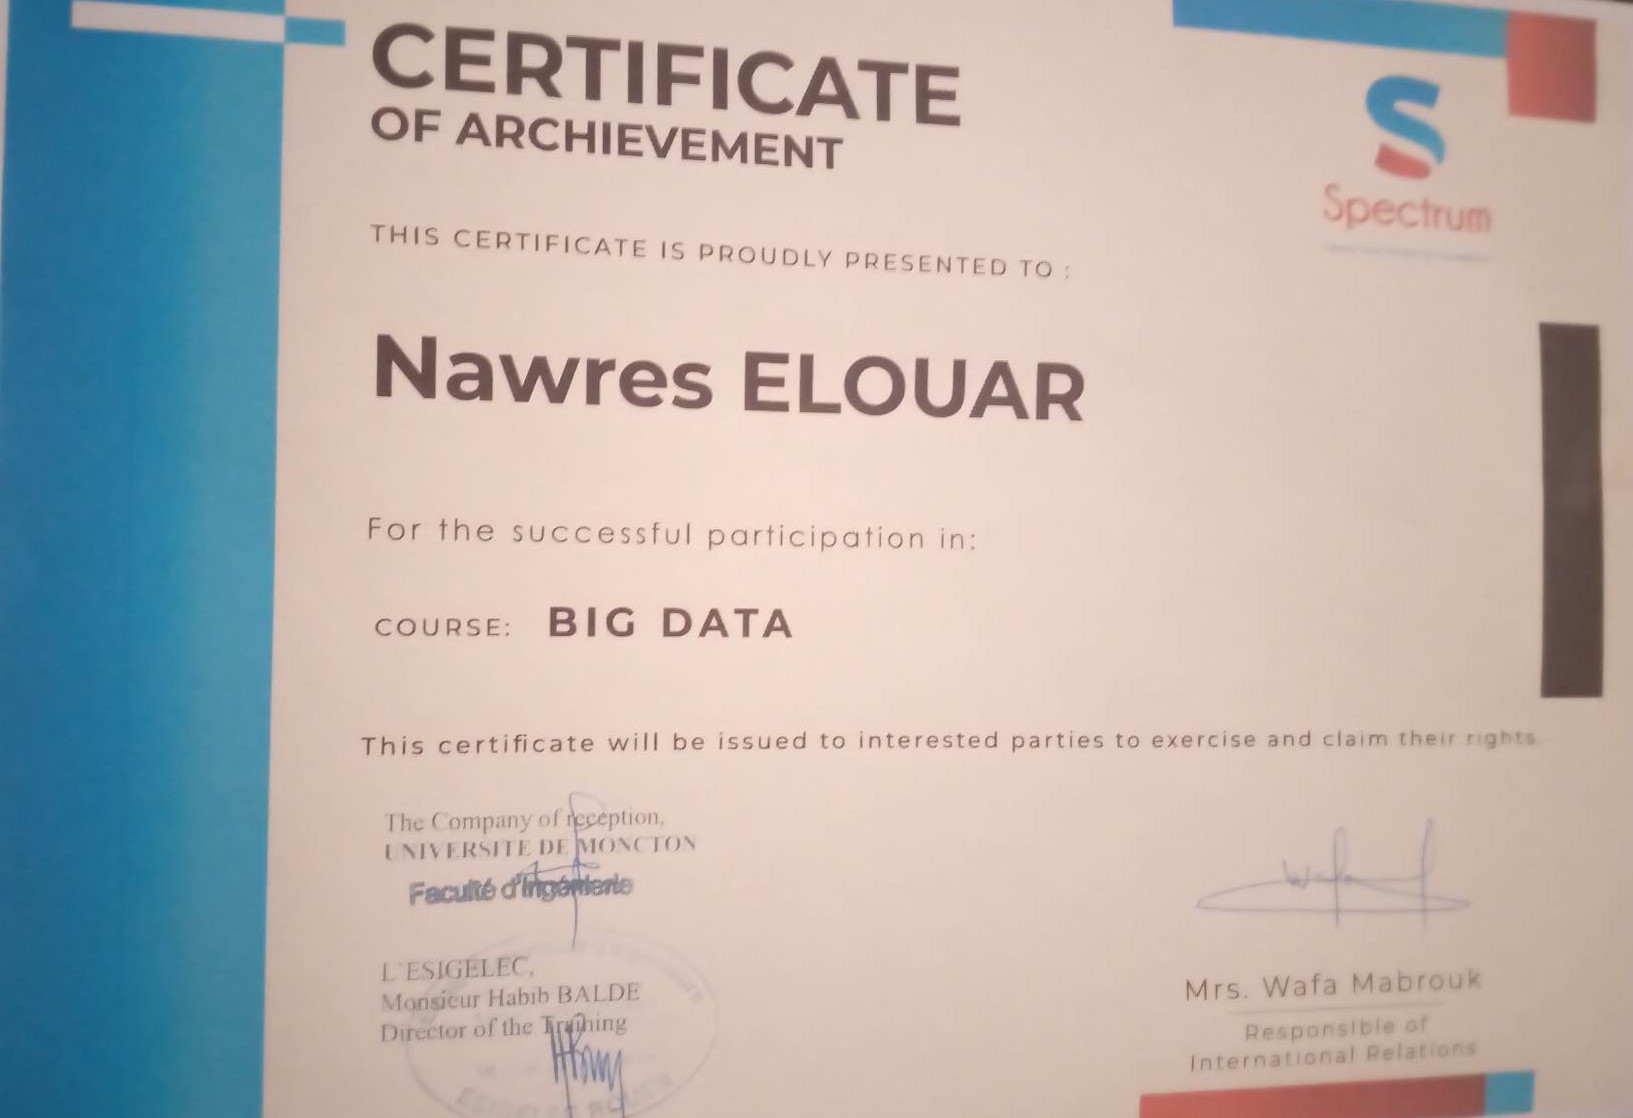 CERTIFICATE
OF ARCHIEVEMENT
Spectrum
THIS CERTIFICATE IS PROUDLY PRESENTED TO :
Nawres ELOUAR
For the successful participation in:
COURSE: BIG DATA
This certificate will be issued to interested parties to exercise and claim their rights.
The Company of reception,
UNIVERSITE DE MONCTON
Faculté d'Ingénierie
L'ESIGELEC,
Monsieur Habib BALDE
Director of the Training
Mrs. Wafa Mabrouk
Responsible of
International Relations